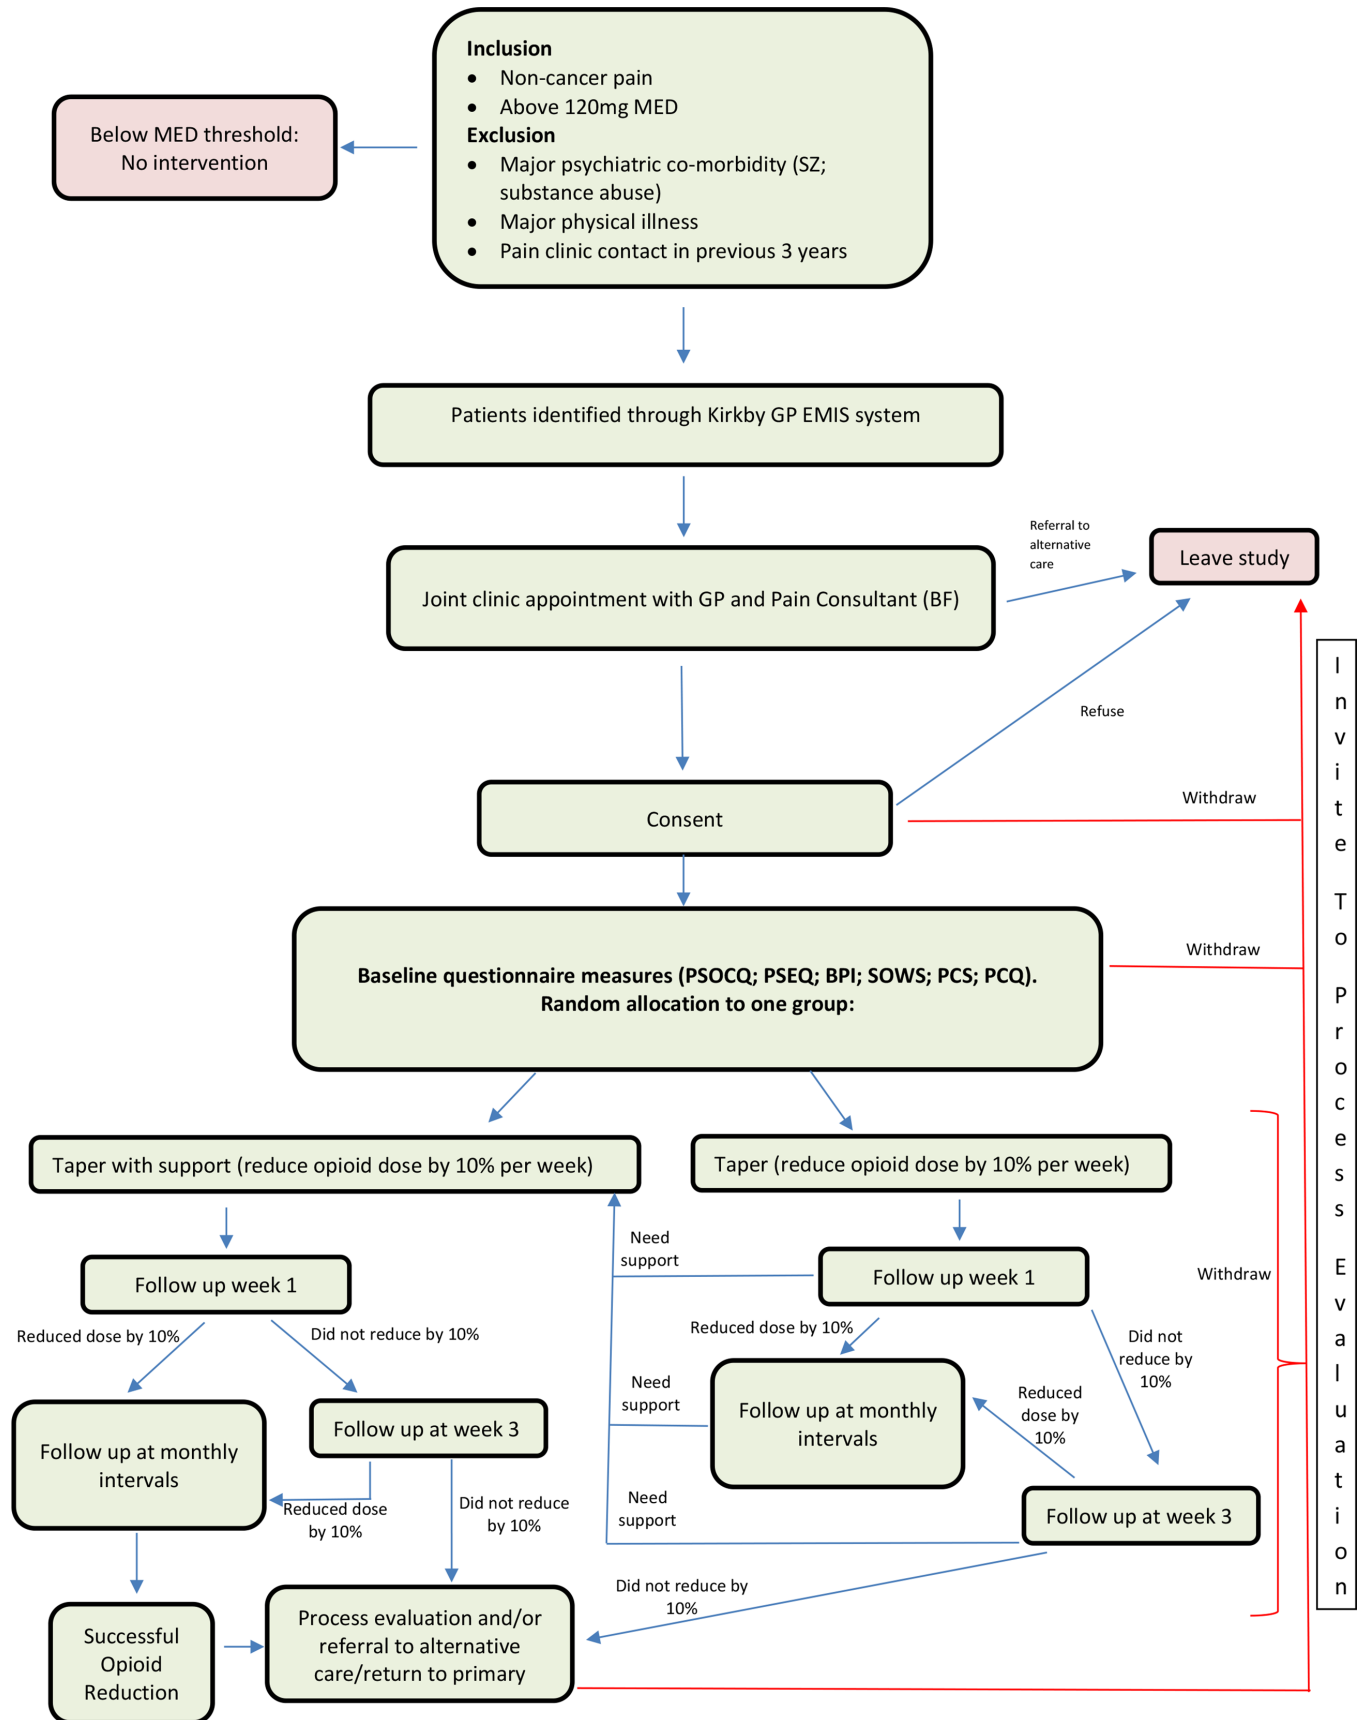 Inclusion
• Non-cancer pain
• Above 120mg MED
Exclusion
• Major psychiatric co-morbidity (SZ;
substance abuse)
• Major physical illness
• Pain clinic contact in previous 3 years
Below MED threshold:
No intervention
Patients identified through Kirkby GP EMIS system
Joint clinic appointment with GP and Pain Consultant (BF)
Referral to
alternative
care
Leave study
Refuse
Consent
Withdraw
Baseline questionnaire measures (PSOCQ; PSEQ; BPI; SOWS; PCS; PCQ).
Random allocation to one group:
Withdraw
Taper with support (reduce opioid dose by 10% per week)
Follow up week 1
Reduced dose by 10%
Did not reduce by 10%
Follow up at monthly
intervals
Follow up at week 3
Reduced dose
by 10%
Did not reduce
by 10%
Successful
Opioid
Reduction
Process evaluation and/or
referral to alternative
care/return to primary
Taper (reduce opioid dose by 10% per week)
Need
support
Follow up week 1
Reduced dose by 10%
Did not
reduce by
10%
Need
support
Follow up at monthly
intervals
Reduced
dose by
10%
Need
support
Follow up at week 3
Did not reduce by
10%
Withdraw
Invite To Process Evaluation